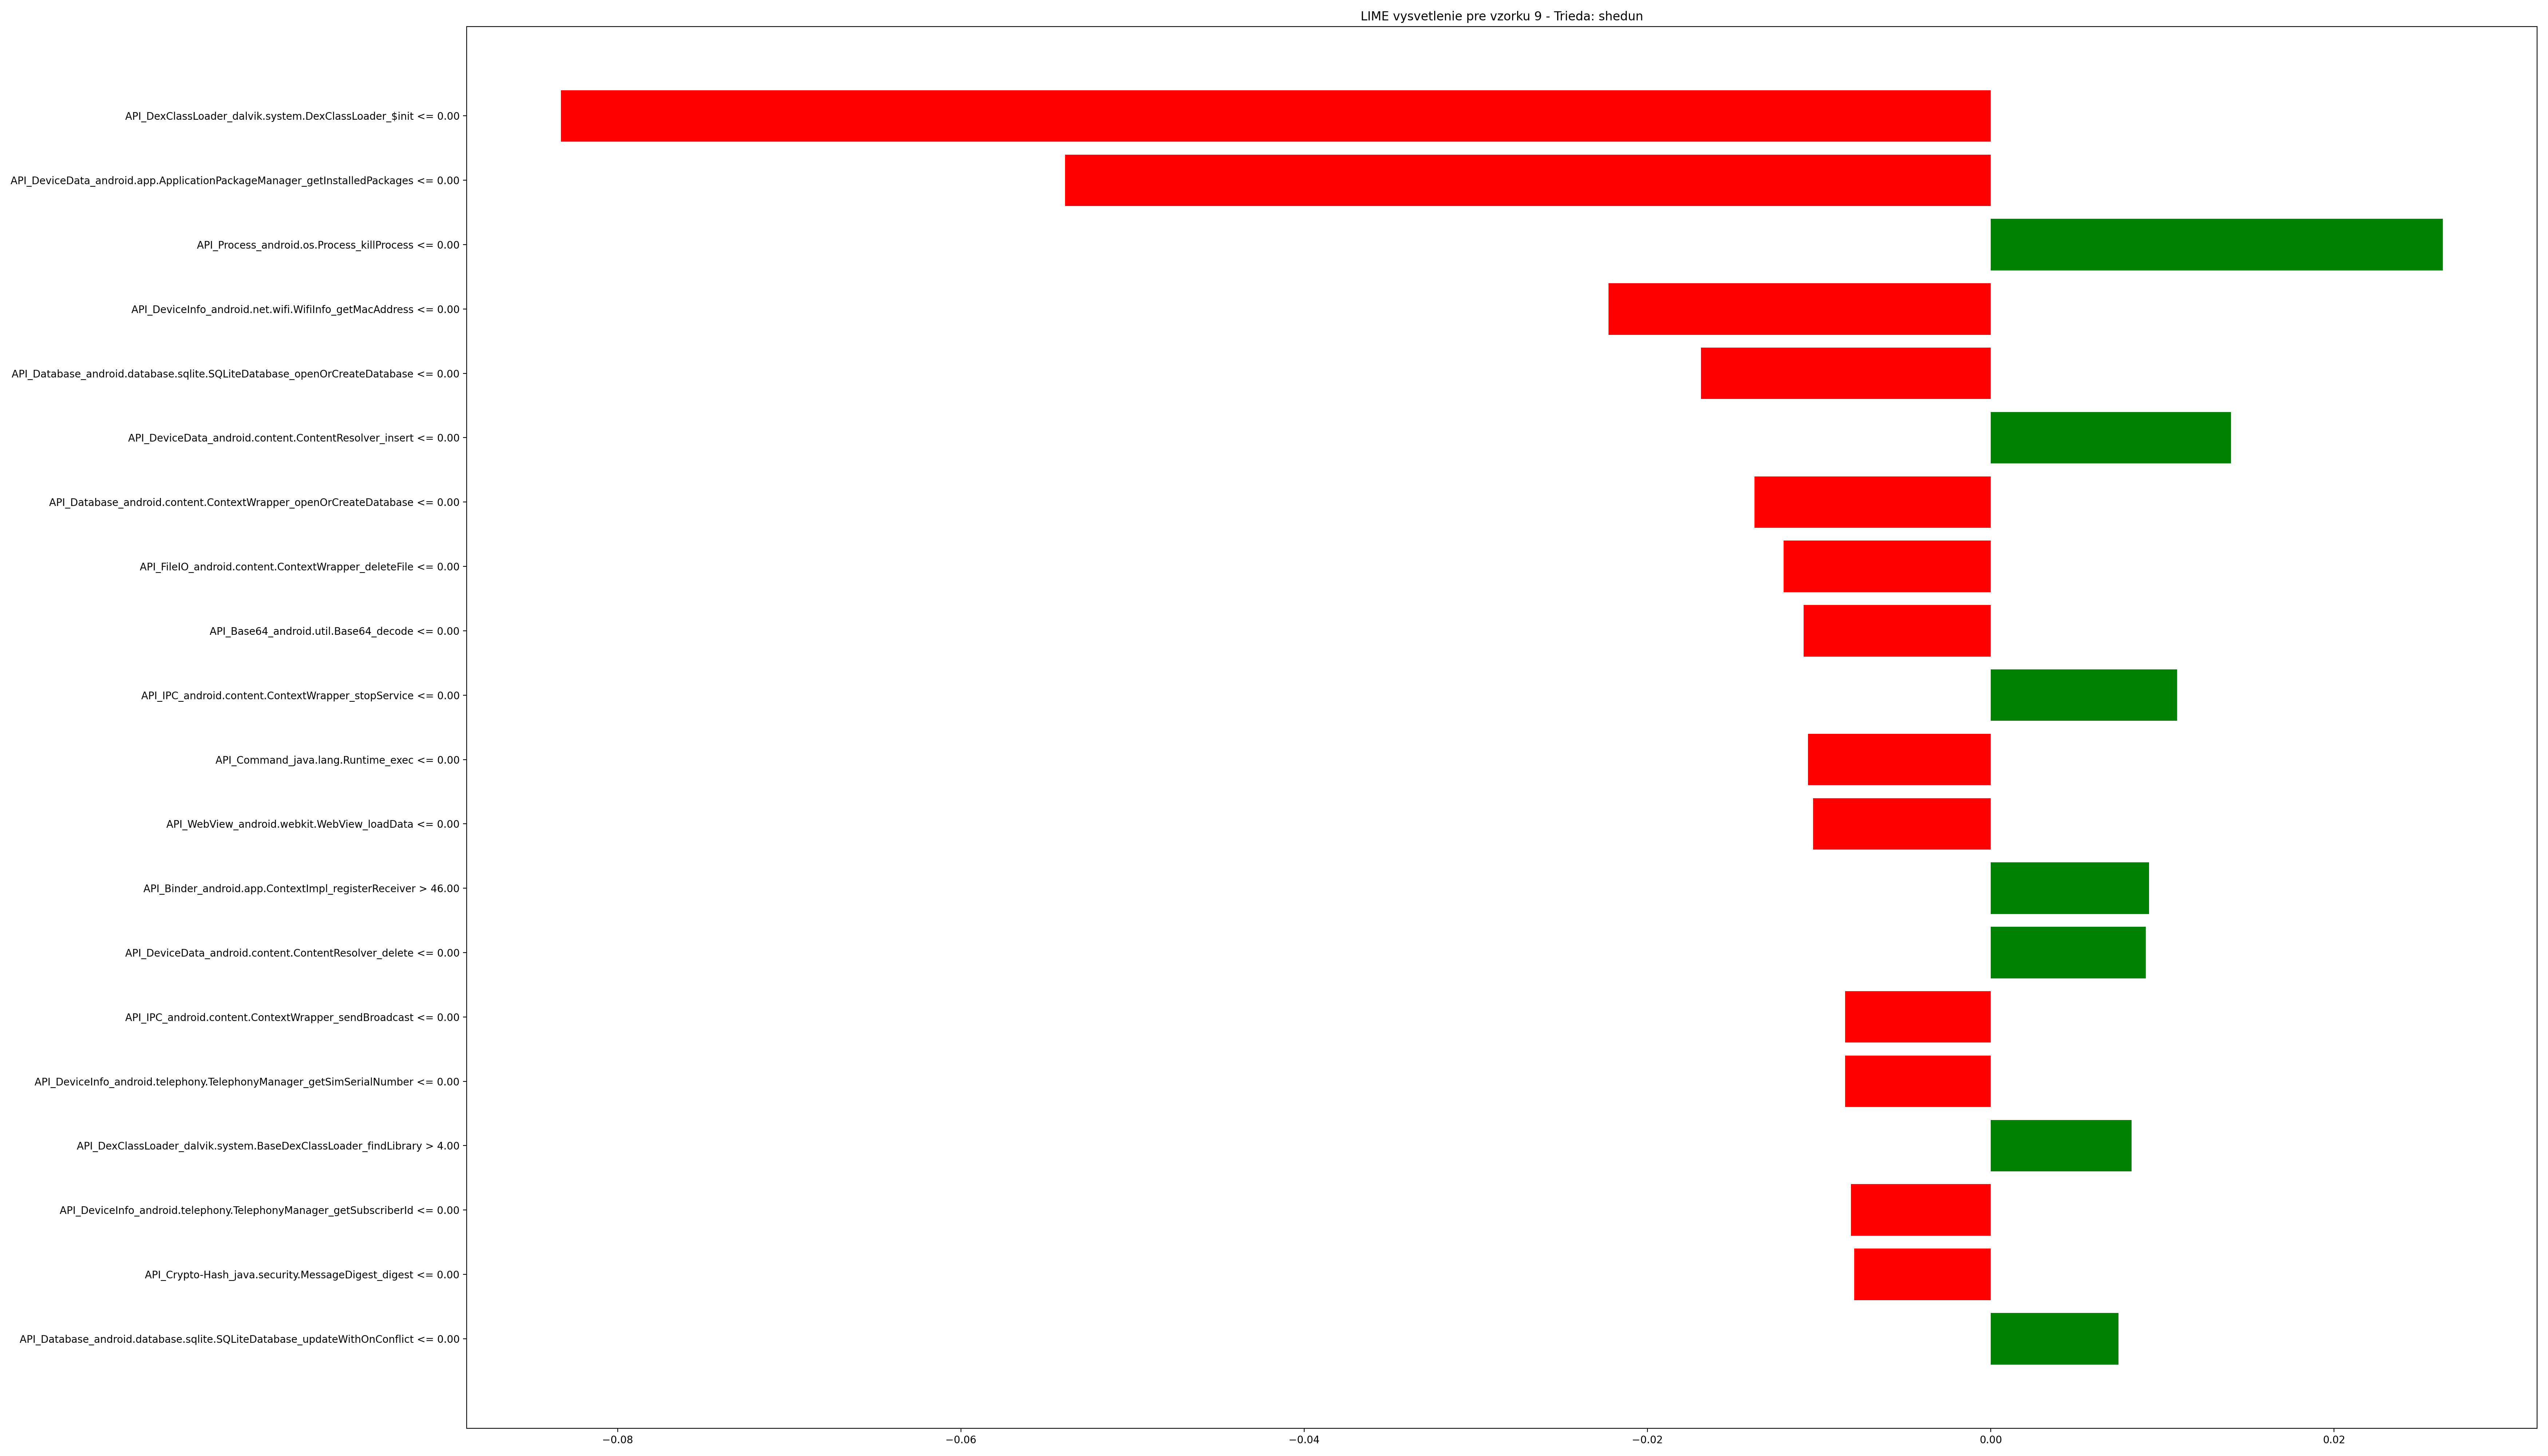 LIME vysvetlenie pre vzorku 9 - Trieda: shedun
API_DexClassLoader_dalvik.system.DexClassLoader_$init <= 0.00
API_DeviceData_android.app.ApplicationPackageManager_getInstalledPackages <= 0.00
API_Process_android.os.Process_killProcess <= 0.00
API_DeviceInfo_android.net.wifi.WifiInfo_getMacAddress <= 0.00
API_Database_android.database.sqlite.SQLiteDatabase_openOrCreateDatabase <= 0.00
API_DeviceData_android.content.ContentResolver_insert <= 0.00
API_Database_android.content.ContextWrapper_openOrCreateDatabase <= 0.00
API_FileIO_android.content.ContextWrapper_deleteFile <= 0.00
API_Base64_android.util.Base64_decode <= 0.00
API_IPC_android.content.ContextWrapper_stopService <= 0.00
API_Command_java.lang.Runtime_exec <= 0.00
API_WebView_android.webkit.WebView_loadData <= 0.00
API_Binder_android.app.ContextImpl_registerReceiver > 46.00
API_DeviceData_android.content.ContentResolver_delete <= 0.00
API_IPC_android.content.ContextWrapper_sendBroadcast <= 0.00
API_DeviceInfo_android.telephony.TelephonyManager_getSimSerialNumber <= 0.00
API_DexClassLoader_dalvik.system.BaseDexClassLoader_findLibrary > 4.00
API_DeviceInfo_android.telephony.TelephonyManager_getSubscriberId <= 0.00
API_Crypto-Hash_java.security.MessageDigest_digest <= 0.00
API_Database_android.database.sqlite.SQLiteDatabase_updateWithOnConflict <= 0.00
−0.08 −0.06 −0.04 −0.02 0.00 0.02